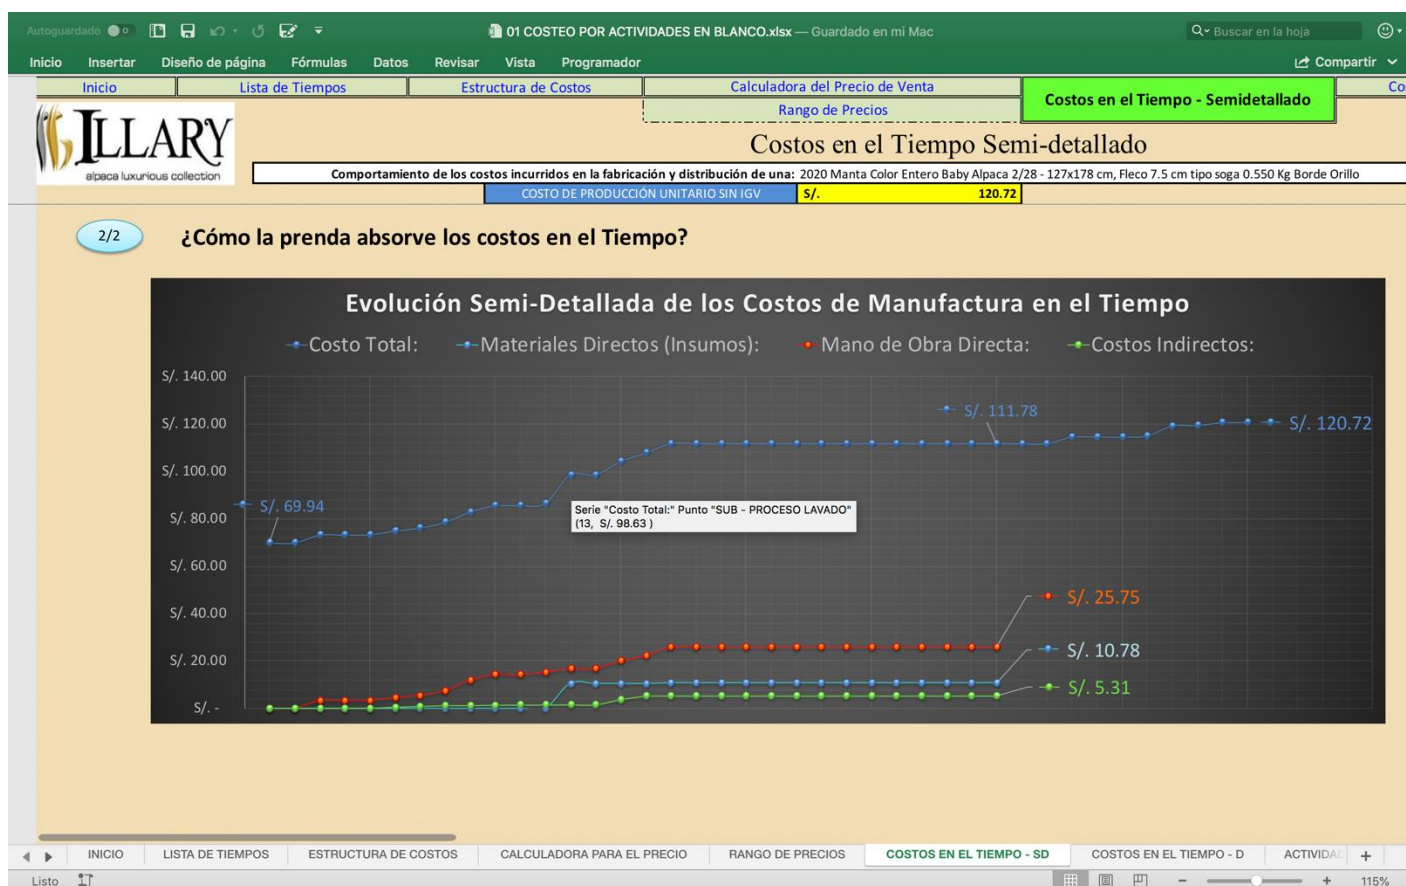 Autoguardado
01 COSTEO POR ACTIVIDADES EN BLANCO.xlsx — Guardado en mi Mac
Buscar en la hoja
Inicio Insertar Diseño de página Fórmulas Datos Revisar Vista Programador Compartir
Inicio Lista de Tiempos Estructura de Costos Calculadora del Precio de Venta Costos en el Tiempo - Semidetallado Co
Rango de Precios
ILLARY
alpaca luxurious collection
Costos en el Tiempo Semi-detallado
Comportamiento de los costos incurridos en la fabricación y distribución de una: 2020 Manta Color Entero Baby Alpaca 2/28 - 127x178 cm, Fleco 7.5 cm tipo soga 0.550 Kg Borde Orillo
COSTO DE PRODUCCIÓN UNITARIO SIN IGV S/. 120.72
2/2 ¿Cómo la prenda absorve los costos en el Tiempo?
Evolución Semi-Detallada de los Costos de Manufactura en el Tiempo
Costo Total: Materiales Directos (Insumos): Mano de Obra Directa: Costos Indirectos:
S/. 140.00
S/. 120.00
S/. 100.00
S/. 80.00
S/. 60.00
S/. 40.00
S/. 20.00
S/. -
S/. 69.94
S/. 111.78
S/. 120.72
Serie "Costo Total:" Punto "SUB - PROCESO LAVADO"
(13, S/. 98.63 )
S/. 25.75
S/. 10.78
S/. 5.31
INICIO LISTA DE TIEMPOS ESTRUCTURA DE COSTOS CALCULADORA PARA EL PRECIO RANGO DE PRECIOS COSTOS EN EL TIEMPO - SD COSTOS EN EL TIEMPO - D ACTIVIDA
Listo 115%